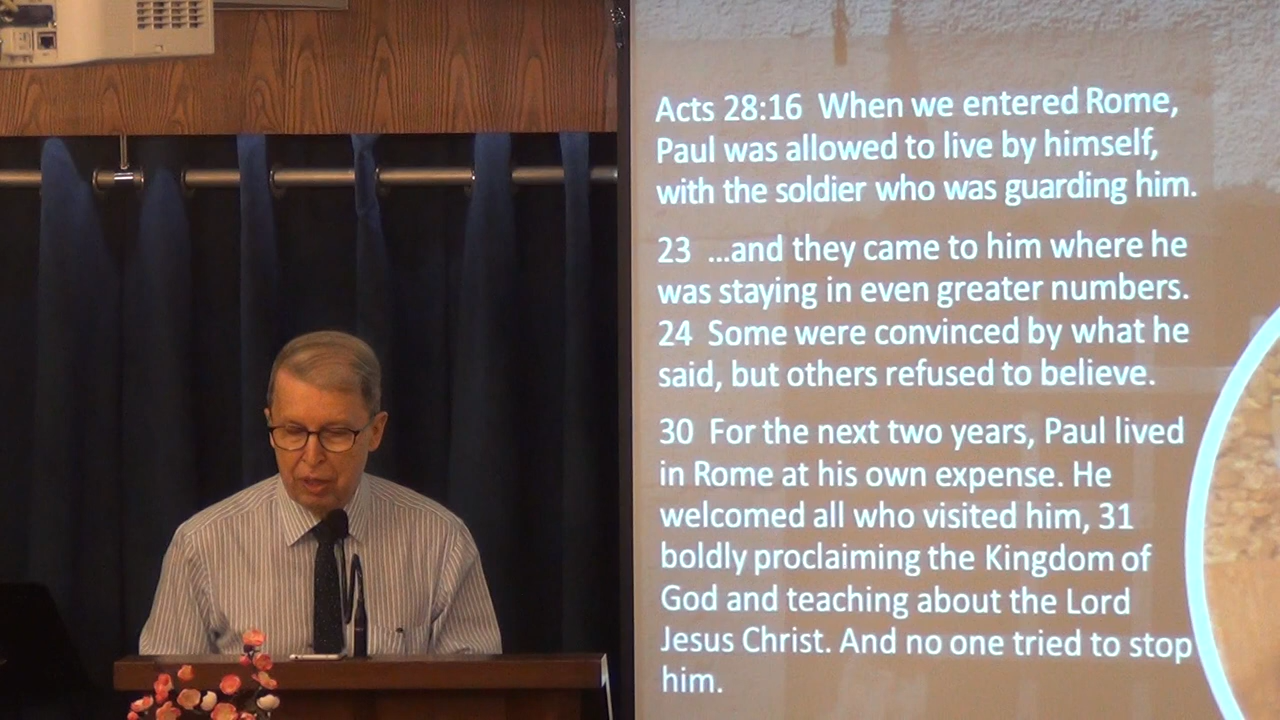 Acts 28:16 When we entered Rome,
Paul was allowed to live by himself,
with the soldier who was guarding him.
23 ...and they came to him where he
was staying in even greater numbers.
24 Some were convinced by what he
said, but others refused to believe.
30 For the next two years, Paul lived
in Rome at his own expense. He
welcomed all who visited him, 31
boldly proclaiming the Kingdom of
God and teaching about the Lord
Jesus Christ. And no one tried to stop
him.